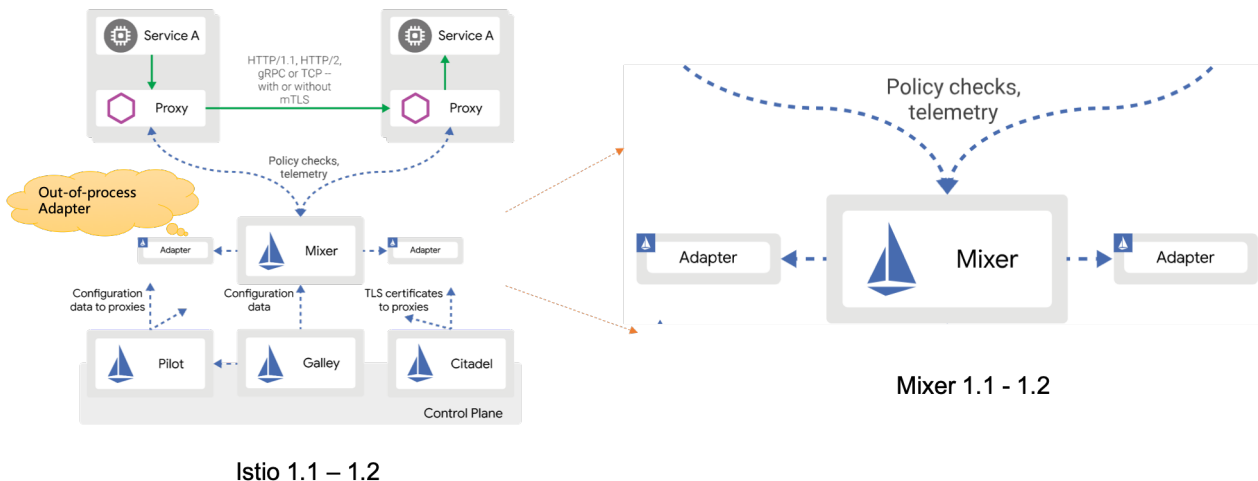 Service A
Service A
HTTP/1.1, HTTP/2,
gRPC or TCP –
with or without
mTLS
Proxy
Proxy
Policy checks,
telemetry
Out-of-process
Adapter
Adapter
Mixer
Adapter
Configuration
data to proxies
Configuration
data
TLS certificates
to proxies
Pilot
Galley
Citadel
Control Plane
Istio 1.1 – 1.2
Policy checks,
telemetry
Adapter
Mixer
Adapter
Mixer 1.1 - 1.2